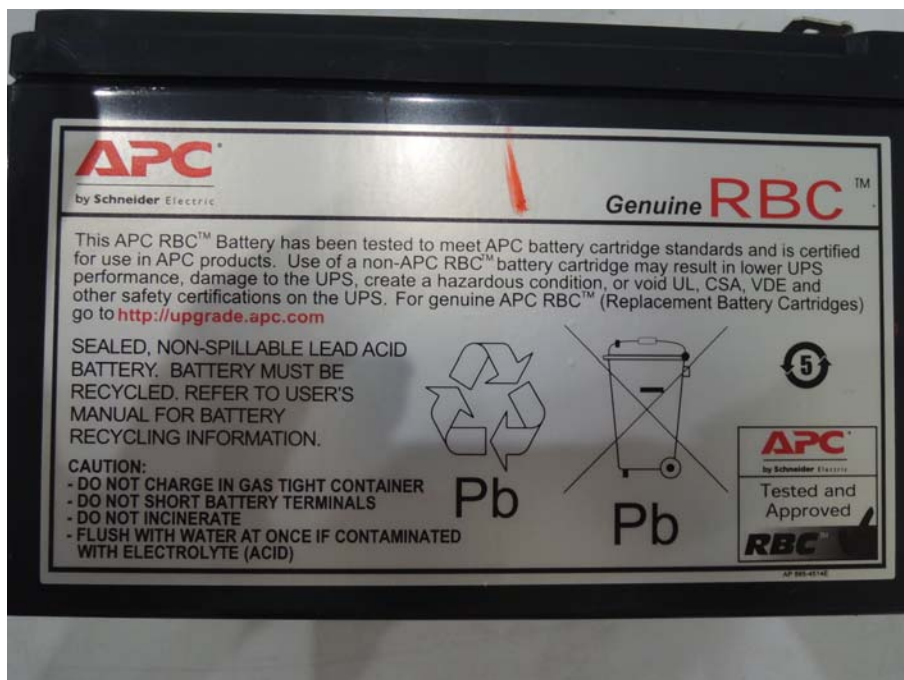 APC
by Schneider Electric
Genuine RBC™
This APC RBC™ Battery has been tested to meet APC battery cartridge standards and is certified
for use in APC products. Use of a non-APC RBC™ battery cartridge may result in lower UPS
performance, damage to the UPS, create a hazardous condition, or void UL, CSA, VDE and
other safety certifications on the UPS. For genuine APC RBC™ (Replacement Battery Cartridges)
go to http://upgrade.apc.com
SEALED, NON-SPILLABLE LEAD ACID
BATTERY. BATTERY MUST BE
RECYCLED. REFER TO USER'S
MANUAL FOR BATTERY
RECYCLING INFORMATION.
CAUTION:
- DO NOT CHARGE IN GAS TIGHT CONTAINER
- DO NOT SHORT BATTERY TERMINALS
- DO NOT INCINERATE
- FLUSH WITH WATER AT ONCE IF CONTAMINATED
WITH ELECTROLYTE (ACID)
Pb
Pb
5
APC
by Schneider Electric
Tested and
Approved
RBC™